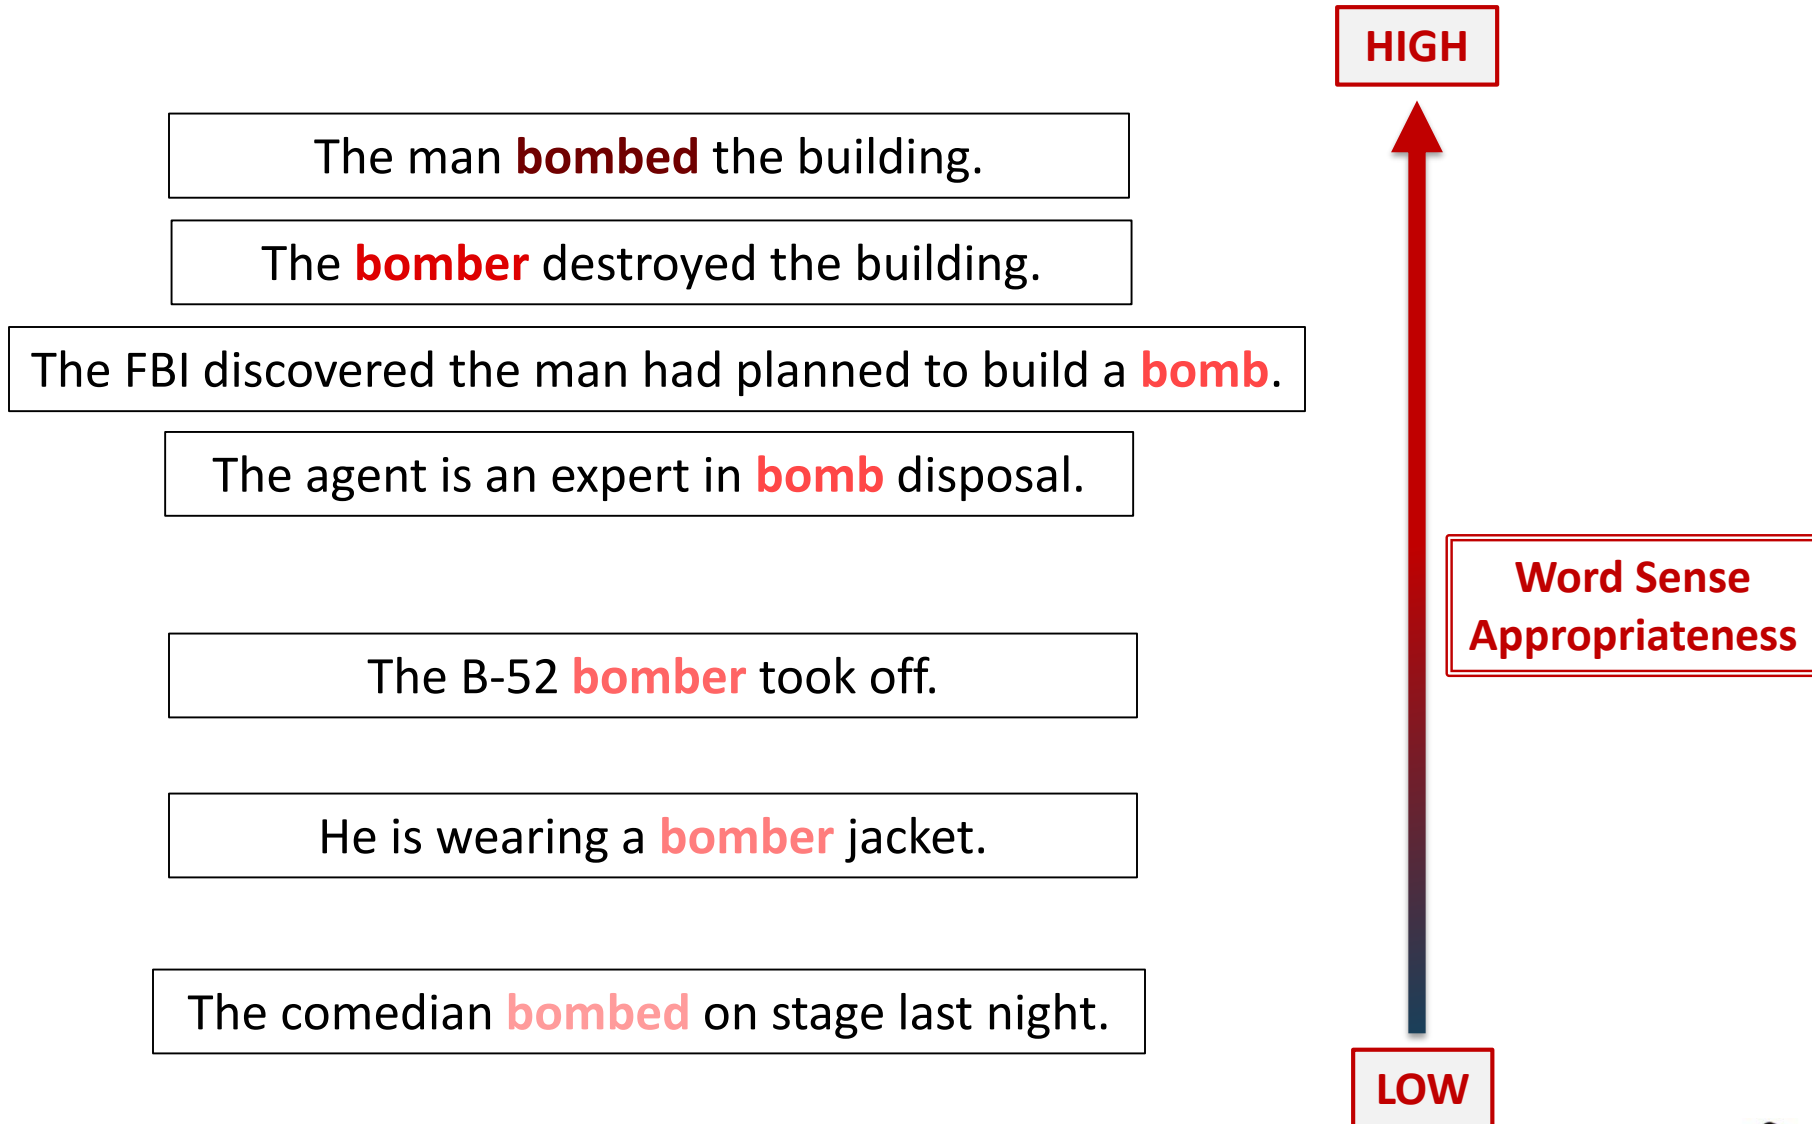 HIGH
The man bombed the building.
The bomber destroyed the building.
The FBI discovered the man had planned to build a bomb.
The agent is an expert in bomb disposal.
Word Sense
Appropriateness
The B-52 bomber took off.
He is wearing a bomber jacket.
The comedian bombed on stage last night.
LOW